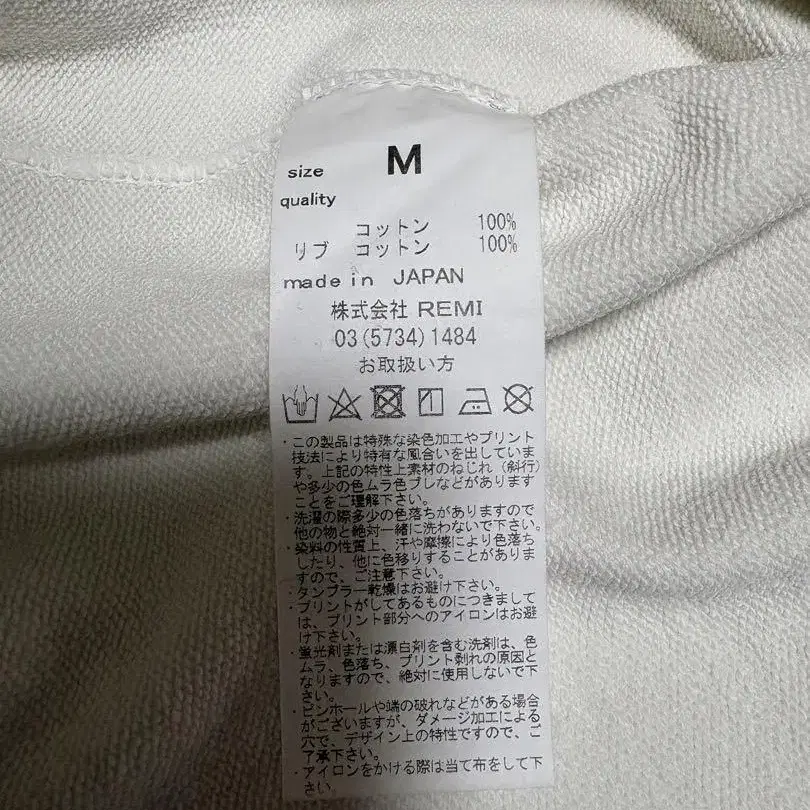 size M
quality
コットン 100%
リブ コットン 100%
made in JAPAN
株式会社 REMI
03(5734)1484
お取扱い方
・この製品は特殊な染色加工やプリント
技法により特有な風合いを出していま
す。上記の特性上素材のねじれ（斜行）
や多少の色ムラ色ブレなどがあります
ことをご理解下さい。
・洗濯の際多少の色落ちがありますので
他の物と絶対一緒に洗わないで下さい。
・染料の性質上、汗や摩擦により色落ち
したり、他に色移りすることがありま
すので、ご注意下さい。
・タンブラー乾燥はお避け下さい。
・プリントがしてあるものにつきまして
は、プリント部分へのアイロンはお避
け下さい。
・蛍光剤または漂白剤を含む洗剤は、色
ムラ、色落ち、プリント剥れの原因と
なりますので、絶対に使用しないで下
さい。
・ピンホールや端の破れなどがある場合
がございますが、ダメージ加工による
穴で、デザイン上の特性ですので、ご
了承下さい。
・アイロンをかける際は当て布をして下
さい。